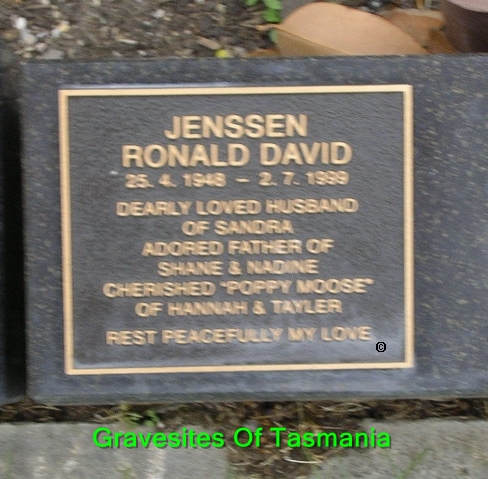 JENSSEN
RONALD DAVID
25. 4. 1948 – 2. 7. 1999
DEARLY LOVED HUSBAND
OF SANDRA
ADORED FATHER OF
SHANE & NADINE
CHERISHED "POPPY MOOSE"
OF HANNAH & TAYLER
REST PEACEFULLY MY LOVE
©
Gravesites Of Tasmania